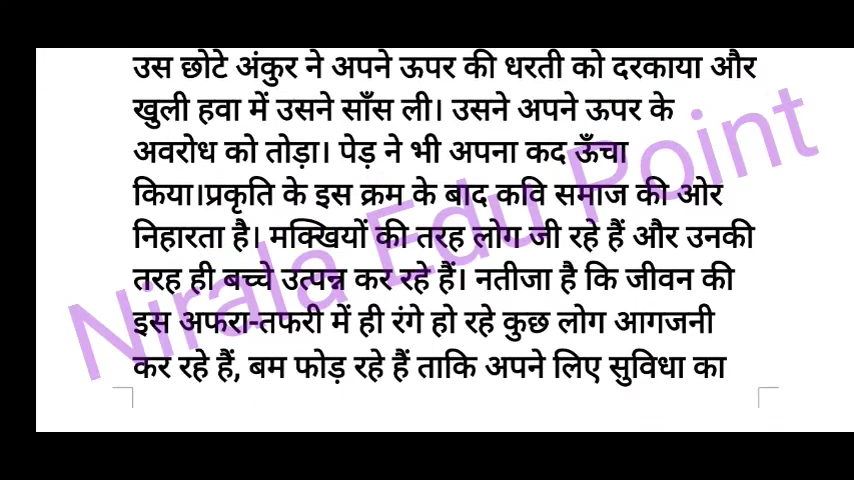 उस छोटे अंकुर ने अपने ऊपर की धरती को दरकाया और
खुली हवा में उसने साँस ली। उसने अपने ऊपर के
अवरोध को तोड़ा। पेड़ ने भी अपना कद ऊँचा
किया।प्रकृति के इस क्रम के बाद कवि समाज की ओर
निहारता है। मक्खियों की तरह लोग जी रहे हैं और उनकी
तरह ही बच्चे उत्पन्न कर रहे हैं। नतीजा है कि जीवन की
इस अफरा-तफरी में ही रंगे हो रहे कुछ लोग आगजनी
कर रहे हैं, बम फोड़ रहे हैं ताकि अपने लिए सुविधा का
Nirala Edu Point